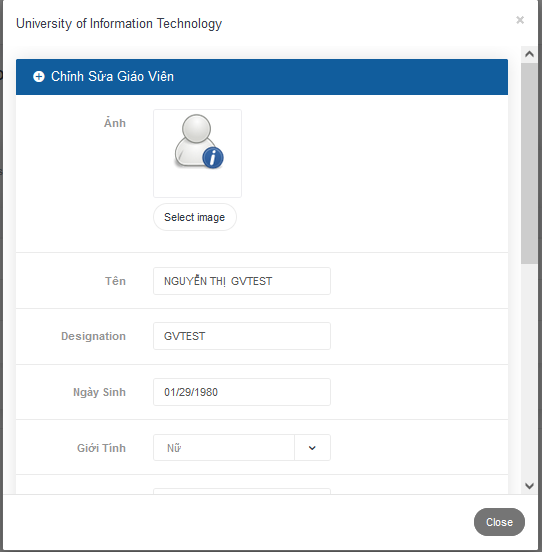 University of Information Technology
×
Chỉnh Sửa Giáo Viên
Ảnh
Select image
Tên
NGUYỄN THỊ GVTEST
Designation
GVTEST
Ngày Sinh
01/29/1980
Giới Tính
Nữ
Close